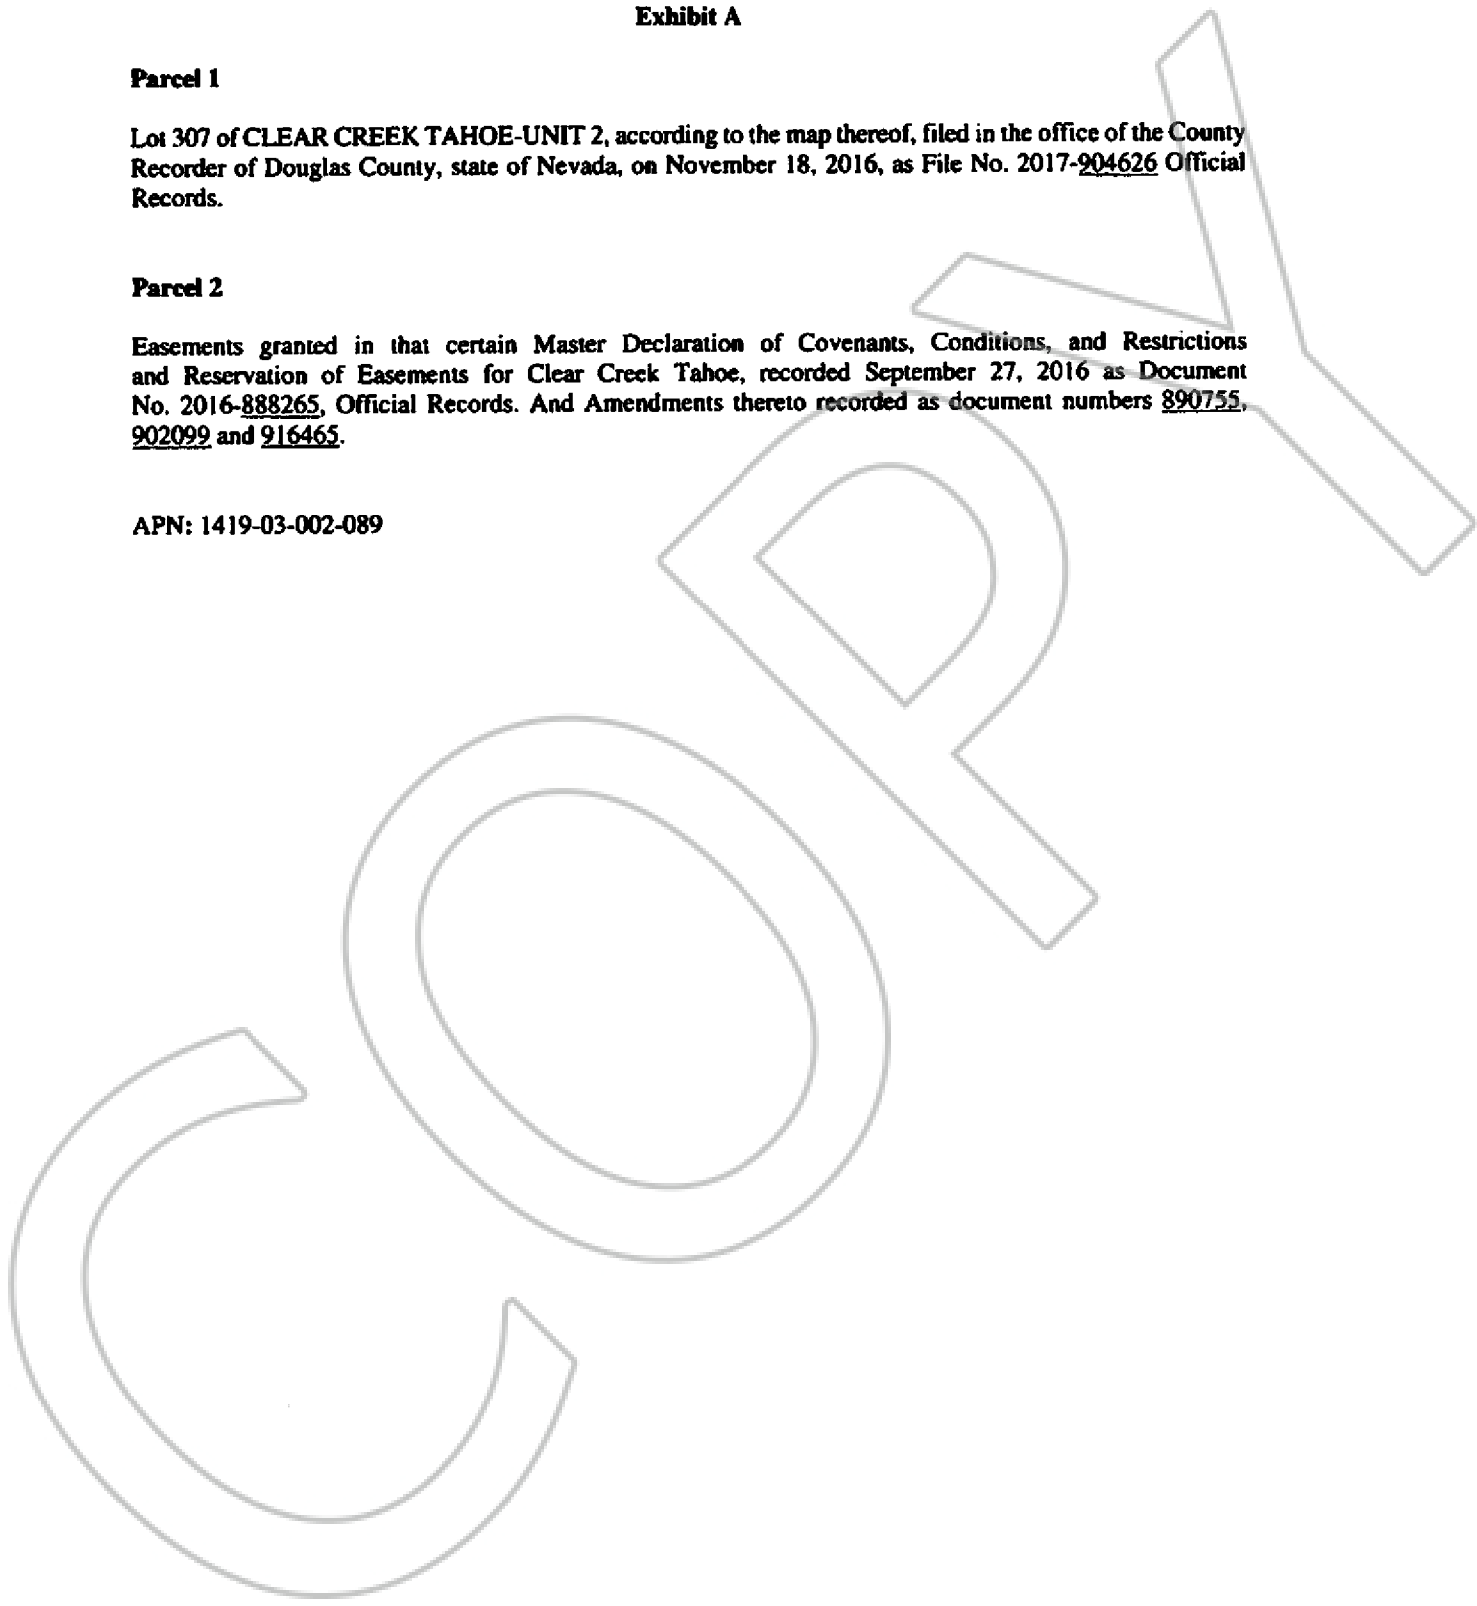 Exhibit A
Parcel 1
Lot 307 of CLEAR CREEK TAHOE-UNIT 2, according to the map thereof, filed in the office of the County
Recorder of Douglas County, state of Nevada, on November 18, 2016, as File No. 2017-904626 Official
Records.
Parcel 2
Easements granted in that certain Master Declaration of Covenants, Conditions, and Restrictions
and Reservation of Easements for Clear Creek Tahoe, recorded September 27, 2016 as Document
No. 2016-888265, Official Records. And Amendments thereto recorded as document numbers 890755,
902099 and 916465.
APN: 1419-03-002-089
COPY